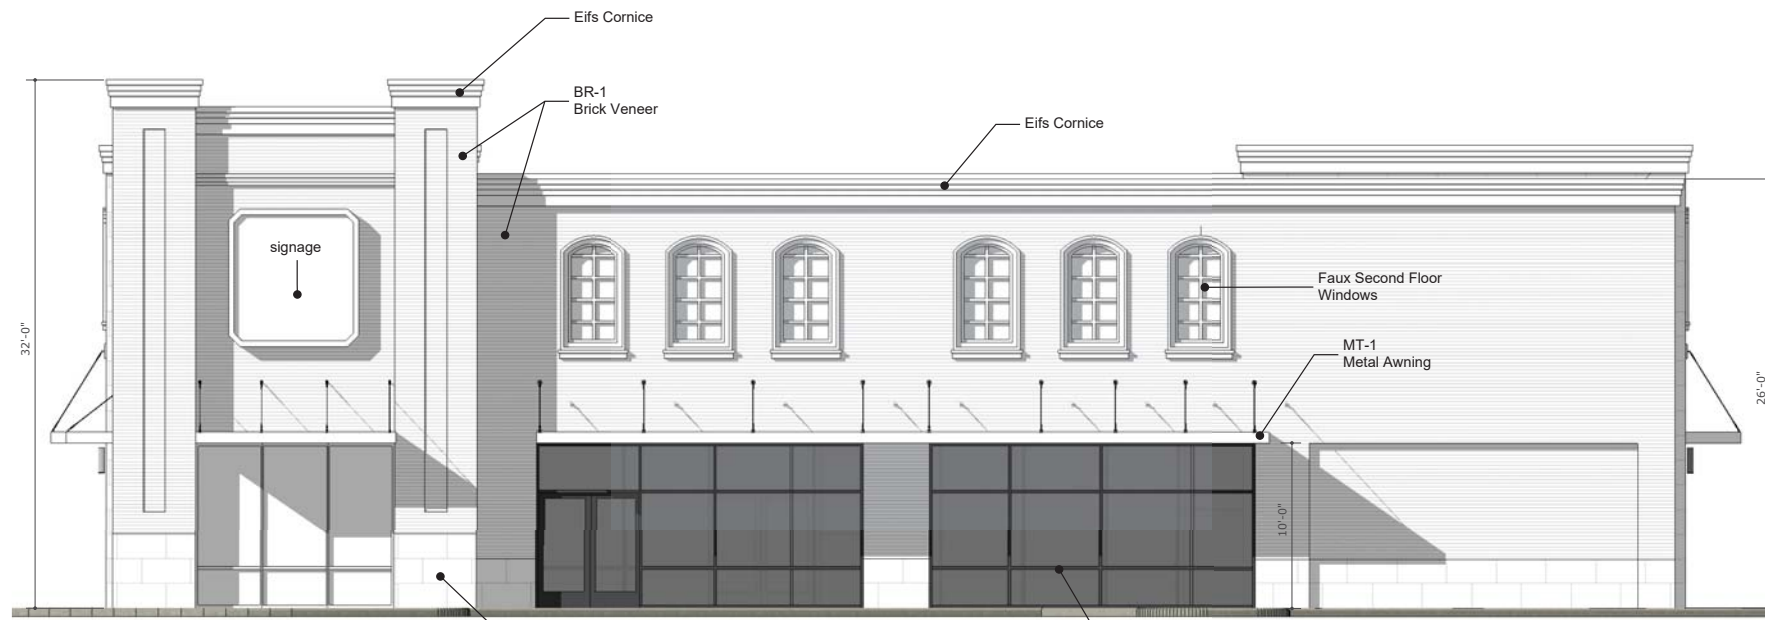 Eifs Cornice
BR-1
Brick Veneer
Eifs Cornice
signage
Faux Second Floor
Windows
MT-1
Metal Awning
32'-0"
26'-0"
10'-0"